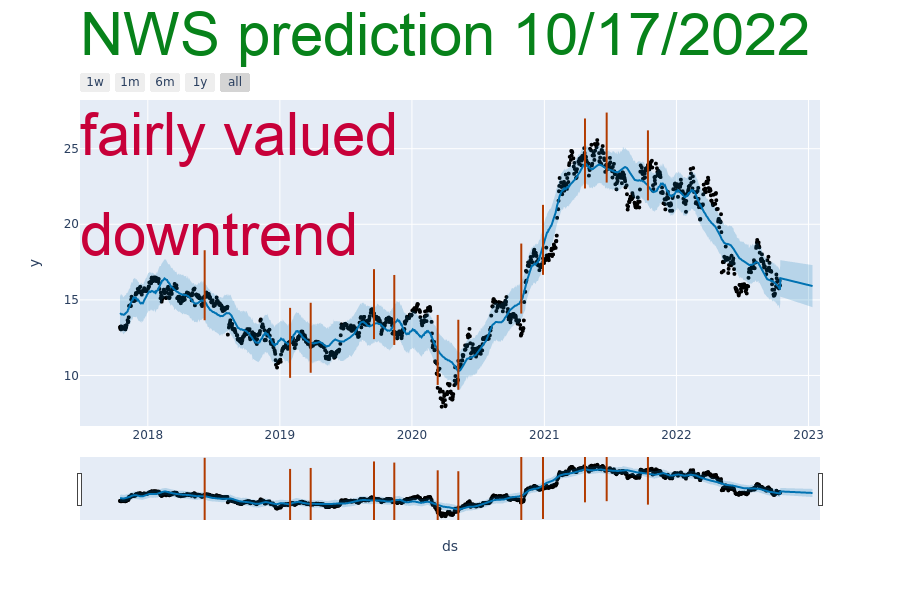 NWS prediction 10/17/2022
1w 1m 6m 1y all
fairly valued
25
downtrend
20
y
15
10
2018 2019 2020 2021 2022 2023
ds